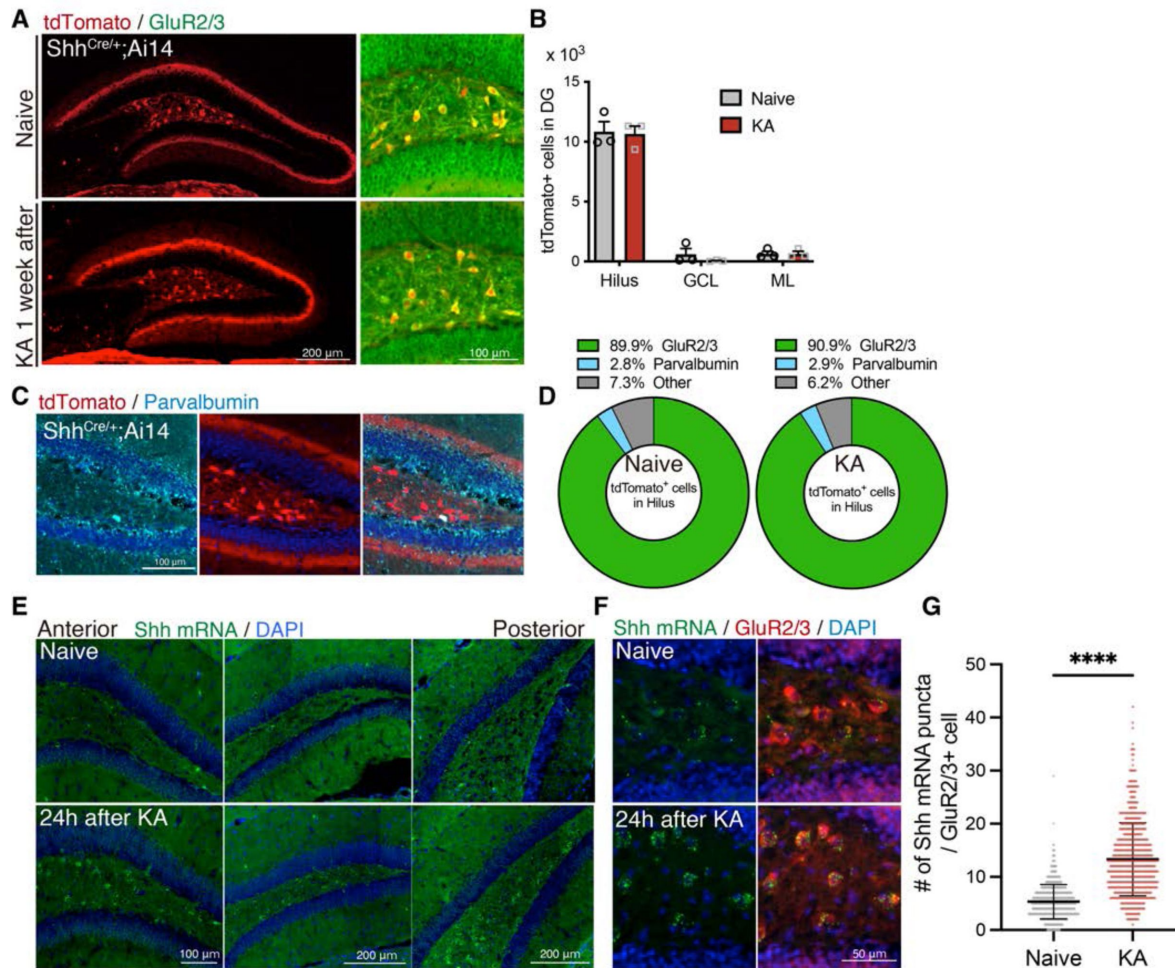 A
tdTomato / GluR2/3
Shh^Cre/+;Ai14
Naive
KA 1 week after
200 μm
100 μm
B
x 10³
tdTomato+ cells in DG
15
10
5
0
Naive
KA
Hilus
GCL
ML
C
tdTomato / Parvalbumin
Shh^Cre/+;Ai14
100 μm
D
89.9% GluR2/3
2.8% Parvalbumin
7.3% Other
Naive
tdTomato⁺ cells
in Hilus
90.9% GluR2/3
2.9% Parvalbumin
6.2% Other
KA
tdTomato⁺ cells
in Hilus
E
Anterior Shh mRNA / DAPI Posterior
Naive
24h after KA
100 μm
200 μm
200 μm
F
Shh mRNA / GluR2/3 / DAPI
Naive
24h after KA
50 μm
G
# of Shh mRNA puncta
/ GluR2/3+ cell
50
40
30
20
10
0
****
Naive
KA